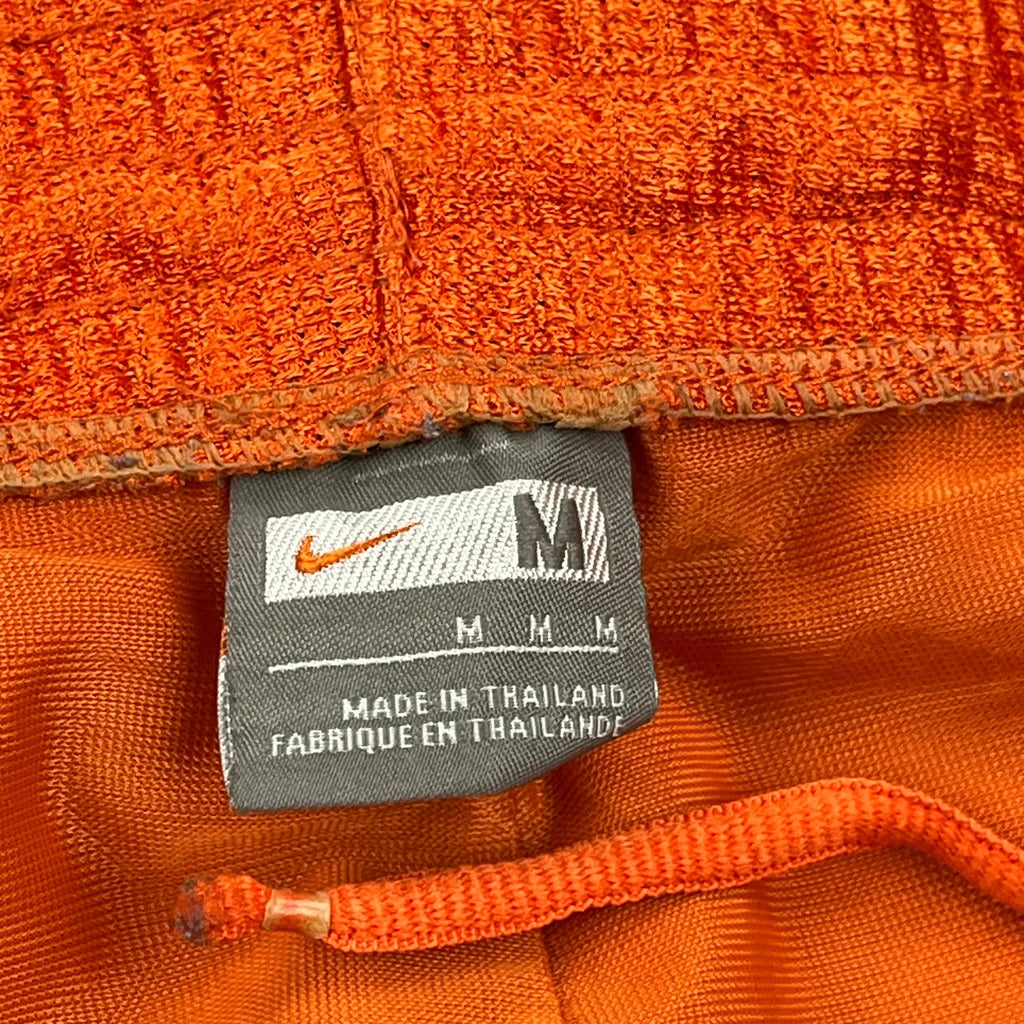 M
M M M
MADE IN THAILAND
FABRIQUE EN THAILANDE